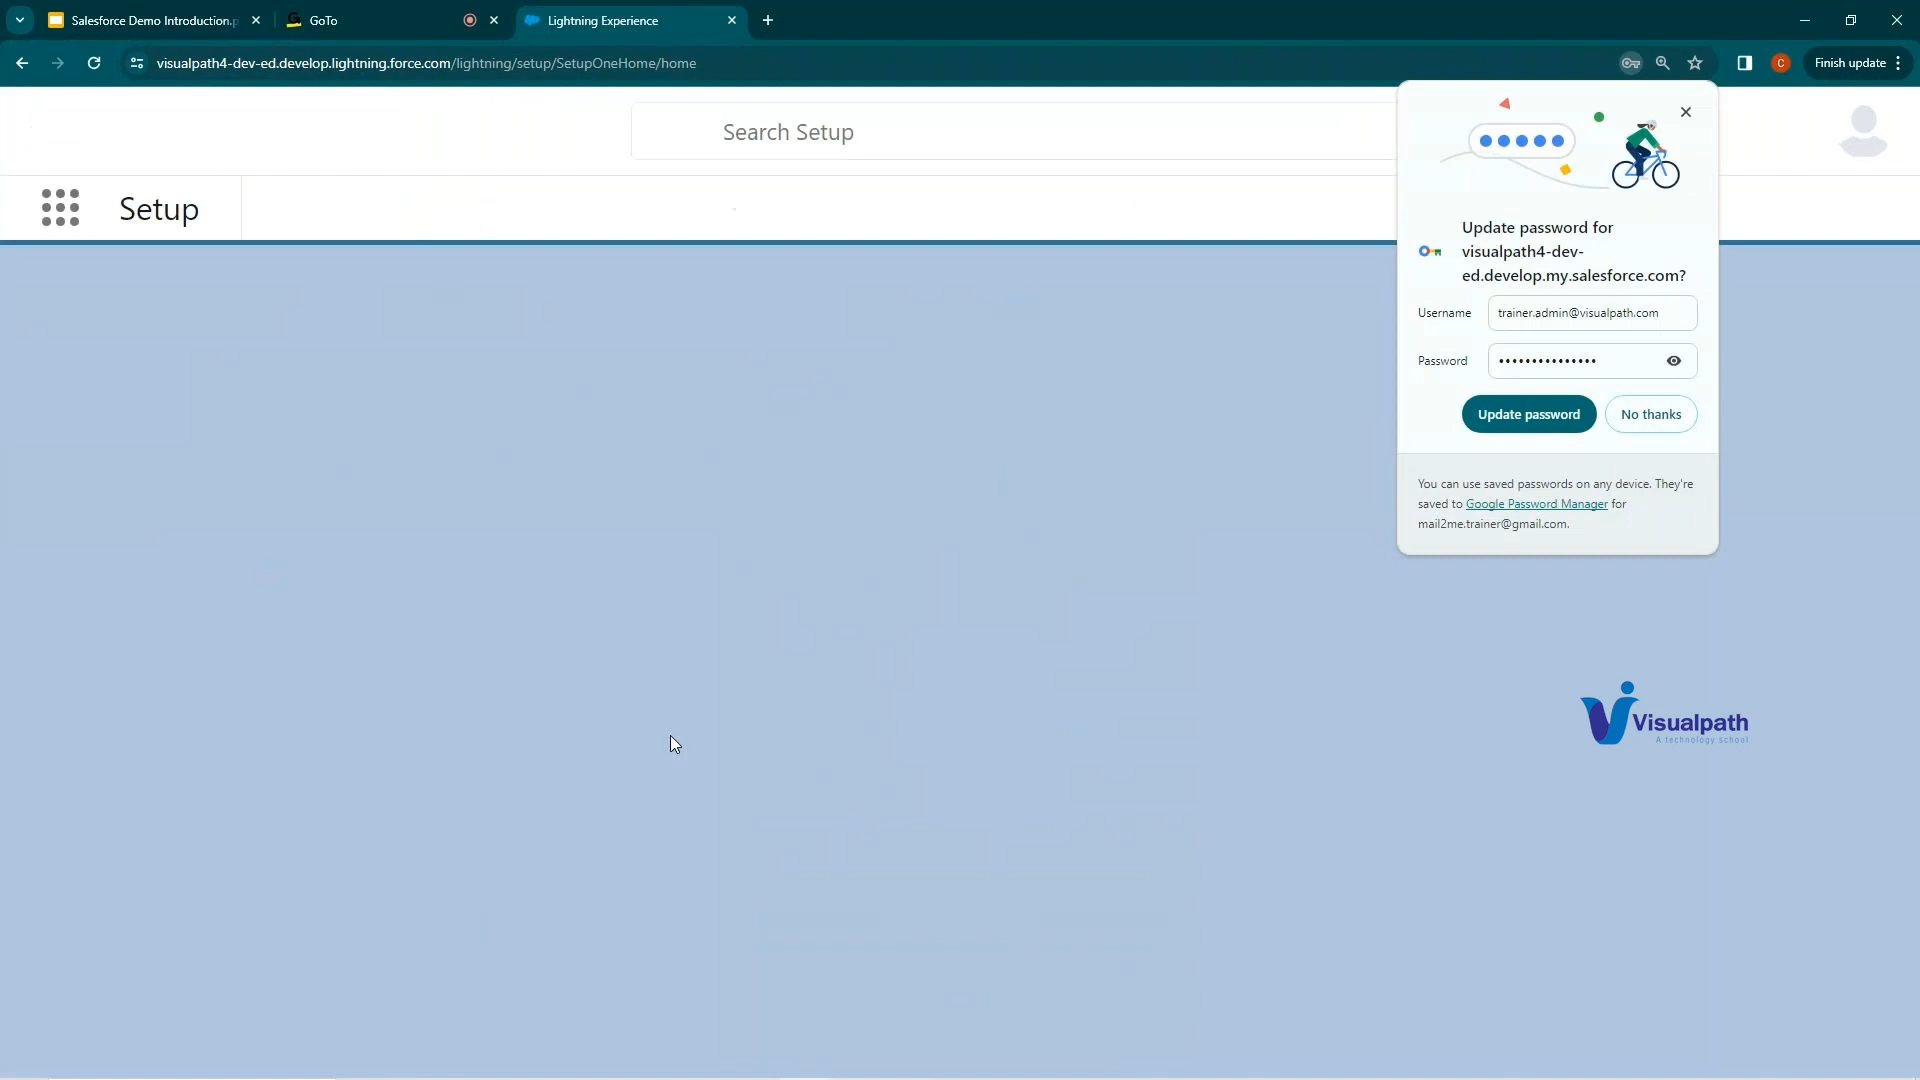 Salesforce Demo Introduction.p
GoTo
Lightning Experience
visualpath4-dev-ed.develop.lightning.force.com/lightning/setup/SetupOneHome/home
C
Finish update
Search Setup
Setup
Update password for
visualpath4-dev-
ed.develop.my.salesforce.com?
Username
trainer.admin@visualpath.com
Password
•••••••••••••••
Update password
No thanks
You can use saved passwords on any device. They're
saved to Google Password Manager for
mail2me.trainer@gmail.com.
Visualpath
A technology school